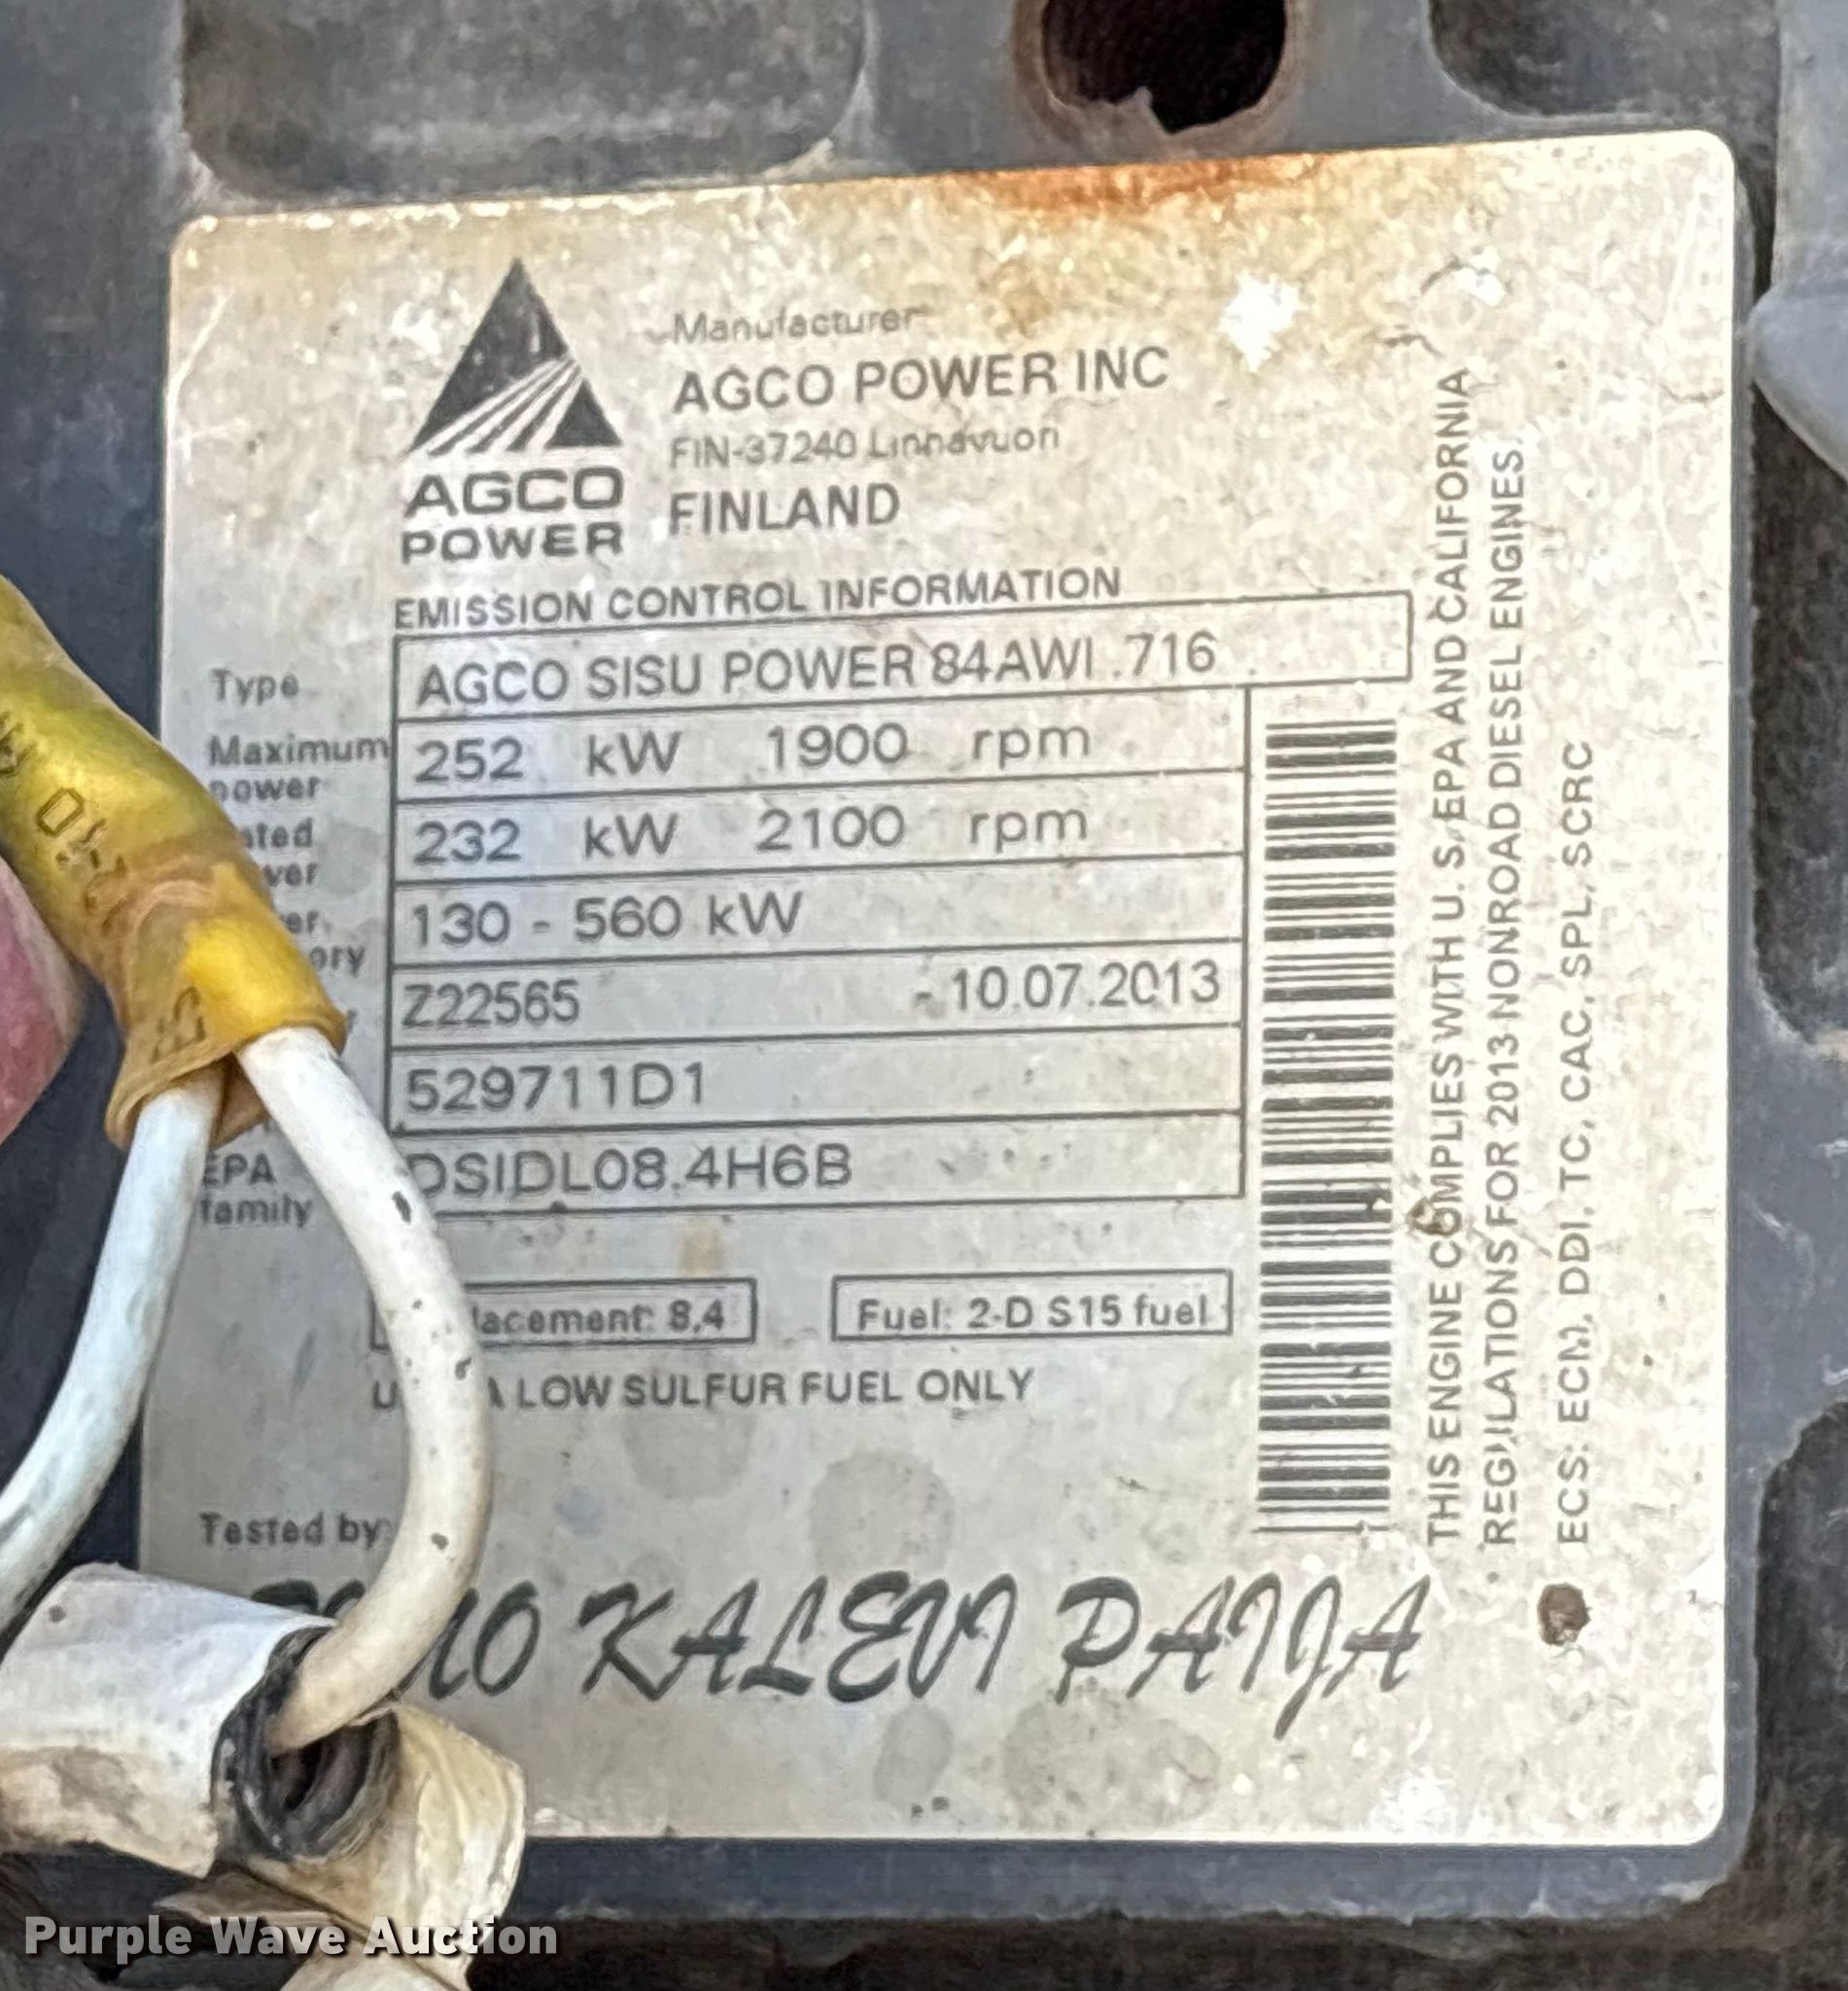 Manufacturer
AGCO POWER INC
FIN-37240 Linnavuori
FINLAND
AGCO
POWER
EMISSION CONTROL INFORMATION
Type AGCO SISU POWER 84AWI .716
Maximum power 252 kW 1900 rpm
232 kW 2100 rpm
130 - 560 kW
Z22565 - 10.07.2013
529711D1
EPA family DSIDL08.4H6B
8,4
Fuel: 2-D S15 fuel
LOW SULFUR FUEL ONLY
Tested by:
KALEVI PAIJA
THIS ENGINE COMPLIES WITH U. S. EPA AND CALIFORNIA
REGULATIONS FOR 2013 NONROAD DIESEL ENGINES.
ECS: ECM, DDI, TC, CAC, SPL, SCRC
Purple Wave Auction